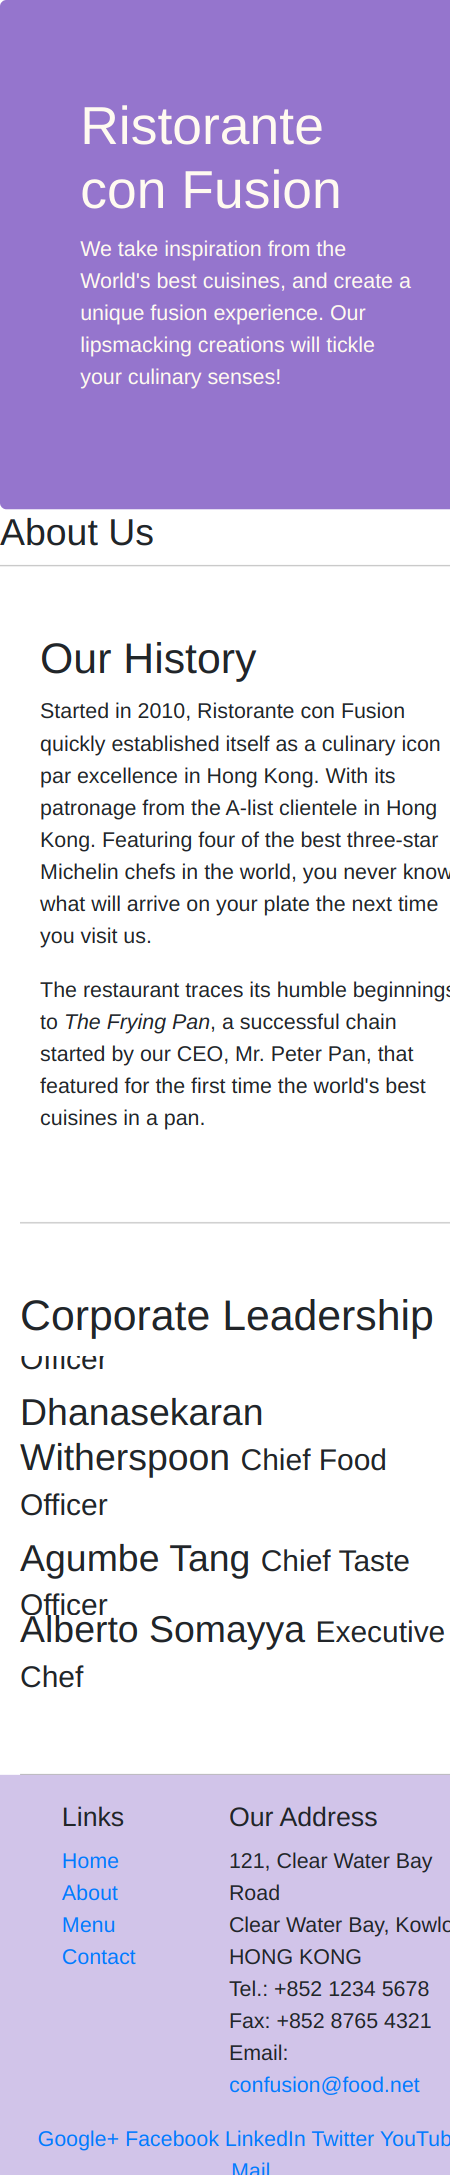 Ristorante
con Fusion
We take inspiration from the
World's best cuisines, and create a
unique fusion experience. Our
lipsmacking creations will tickle
your culinary senses!
About Us
Our History
Started in 2010, Ristorante con Fusion
quickly established itself as a culinary icon
par excellence in Hong Kong. With its
patronage from the A-list clientele in Hong
Kong. Featuring four of the best three-star
Michelin chefs in the world, you never know
what will arrive on your plate the next time
you visit us.
The restaurant traces its humble beginnings
to The Frying Pan, a successful chain
started by our CEO, Mr. Peter Pan, that
featured for the first time the world's best
cuisines in a pan.
Corporate Leadership
Officer
Dhanasekaran
Witherspoon Chief Food
Officer
Agumbe Tang Chief Taste
Officer
Alberto Somayya Executive
Chef
Links
Home
About
Menu
Contact
Our Address
121, Clear Water Bay
Road
Clear Water Bay, Kowlo
HONG KONG
Tel.: +852 1234 5678
Fax: +852 8765 4321
Email:
confusion@food.net
Google+ Facebook LinkedIn Twitter YouTub
Mail